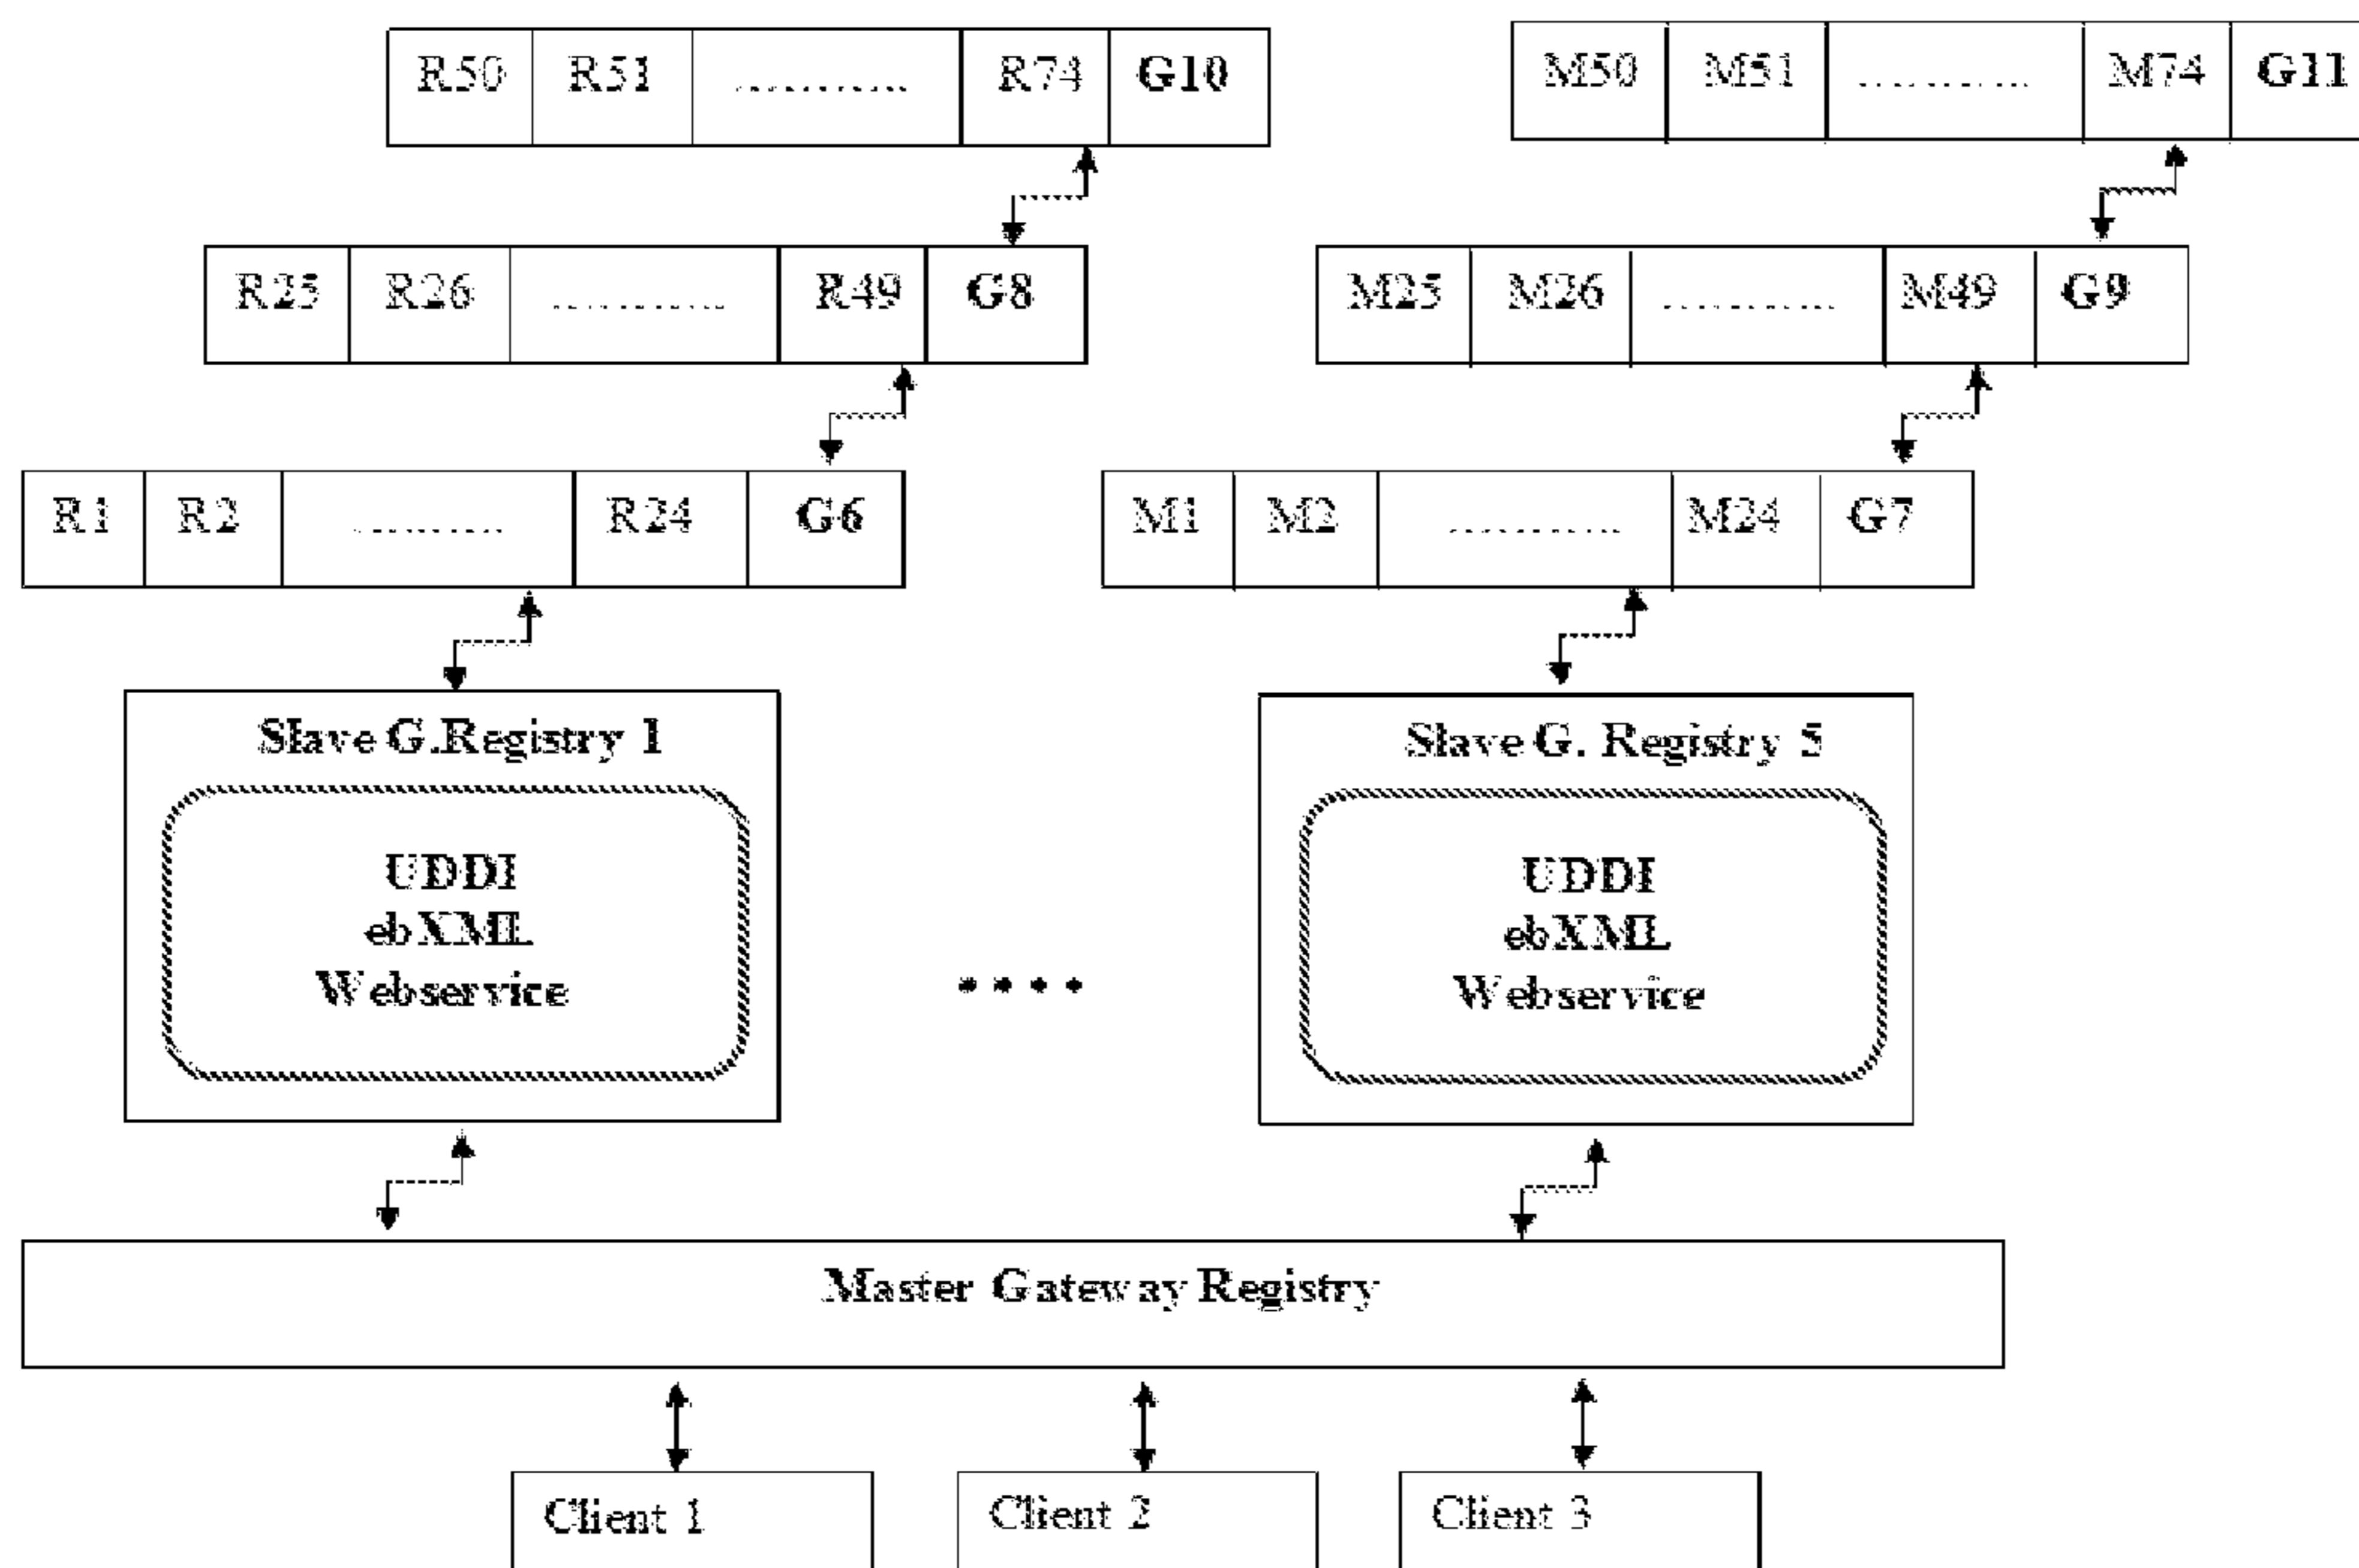 R50 R51 ............ R74 G10 M50 M51 ............ M74 G11
R25 R26 ............ R49 G8 M25 M26 ............ M49 G9
R1 R2 .......... R24 G6 M1 M2 ............ M24 G7
Slave G.Registry 1
UDDI
ebXML
Webservice
....
Slave G. Registry 5
UDDI
ebXML
Webservice
Master Gateway Registry
Client 1 Client 2 Client 3